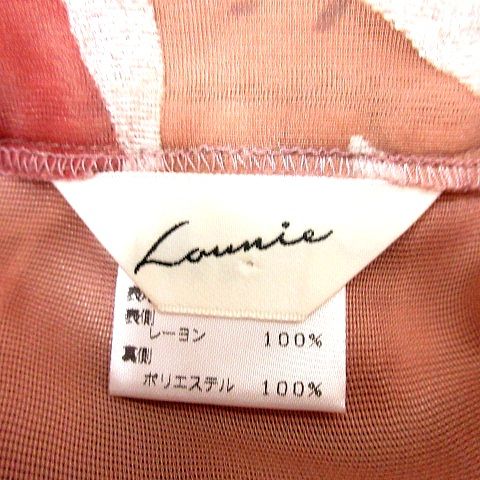 Lounie
表側
レーヨン 100%
裏側
ポリエステル 100%